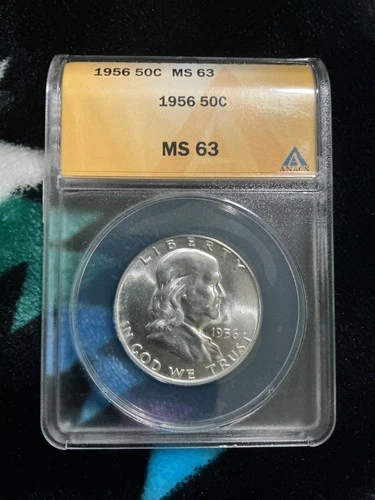 1956 50C MS 63
1956 50C
MS 63
ANACS
LIBERTY
1956
IN GOD WE TRUST